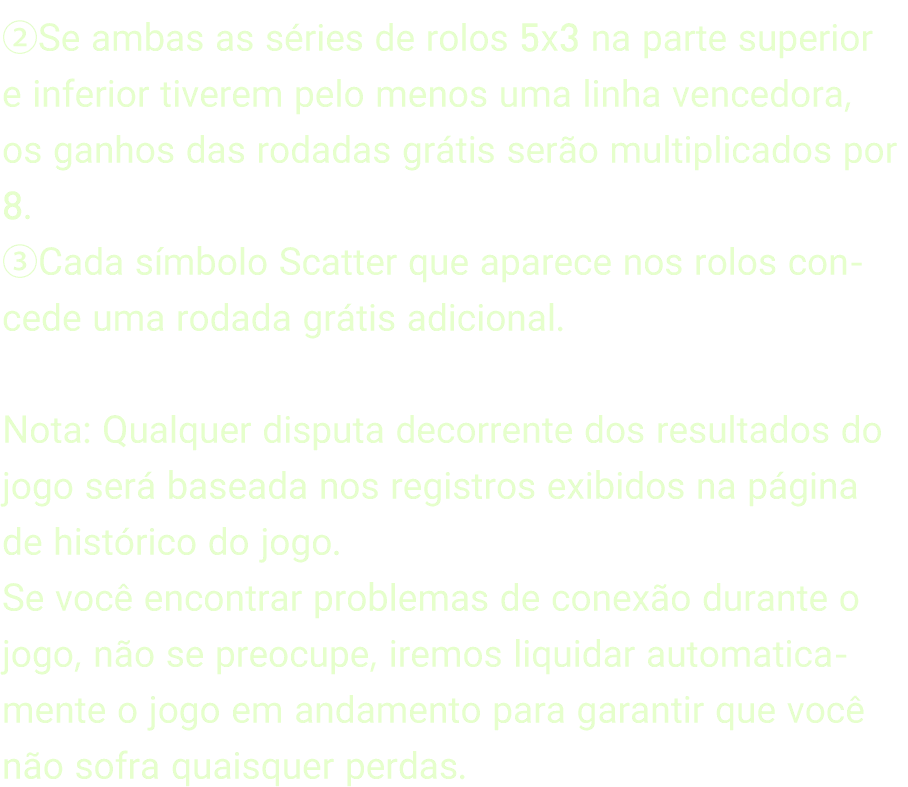 ②Se ambas as séries de rolos 5x3 na parte superior
e inferior tiverem pelo menos uma linha vencedora,
os ganhos das rodadas grátis serão multiplicados por
8.
③Cada símbolo Scatter que aparece nos rolos con-
cede uma rodada grátis adicional.

Nota: Qualquer disputa decorrente dos resultados do
jogo será baseada nos registros exibidos na página
de histórico do jogo.
Se você encontrar problemas de conexão durante o
jogo, não se preocupe, iremos liquidar automatica-
mente o jogo em andamento para garantir que você
não sofra quaisquer perdas.